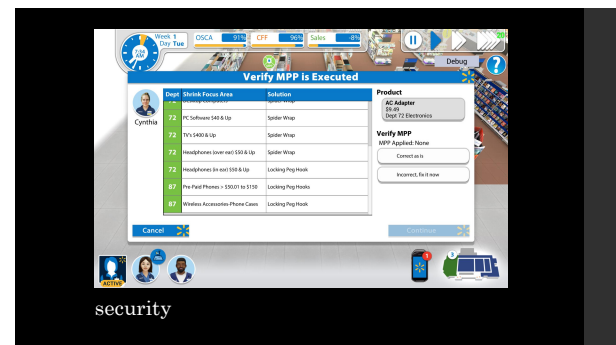 Week 1
Day Tue
OSCA 91%
CFF 96%
Sales -8%
Debug
?
Verify MPP is Executed
Cynthia
Dept Shrink Focus Area Solution
72 PC Software $40 & Up Spider Wrap
72 TV's $400 & Up Spider Wrap
72 Headphones (over ear) $50 & Up Spider Wrap
72 Headphones (in ear) $50 & Up Locking Peg Hook
87 Pre-Paid Phones > $30.01 to $150 Locking Peg Hooks
87 Wireless Accessories-Phone Cases Locking Peg Hook
Product
AC Adapter
$9.49
Dept 72 Electronics
Verify MPP
MPP Applied: None
Correct as is
Incorrect, fix it now
Cancel
Continue
ACTIVE
1
3
security